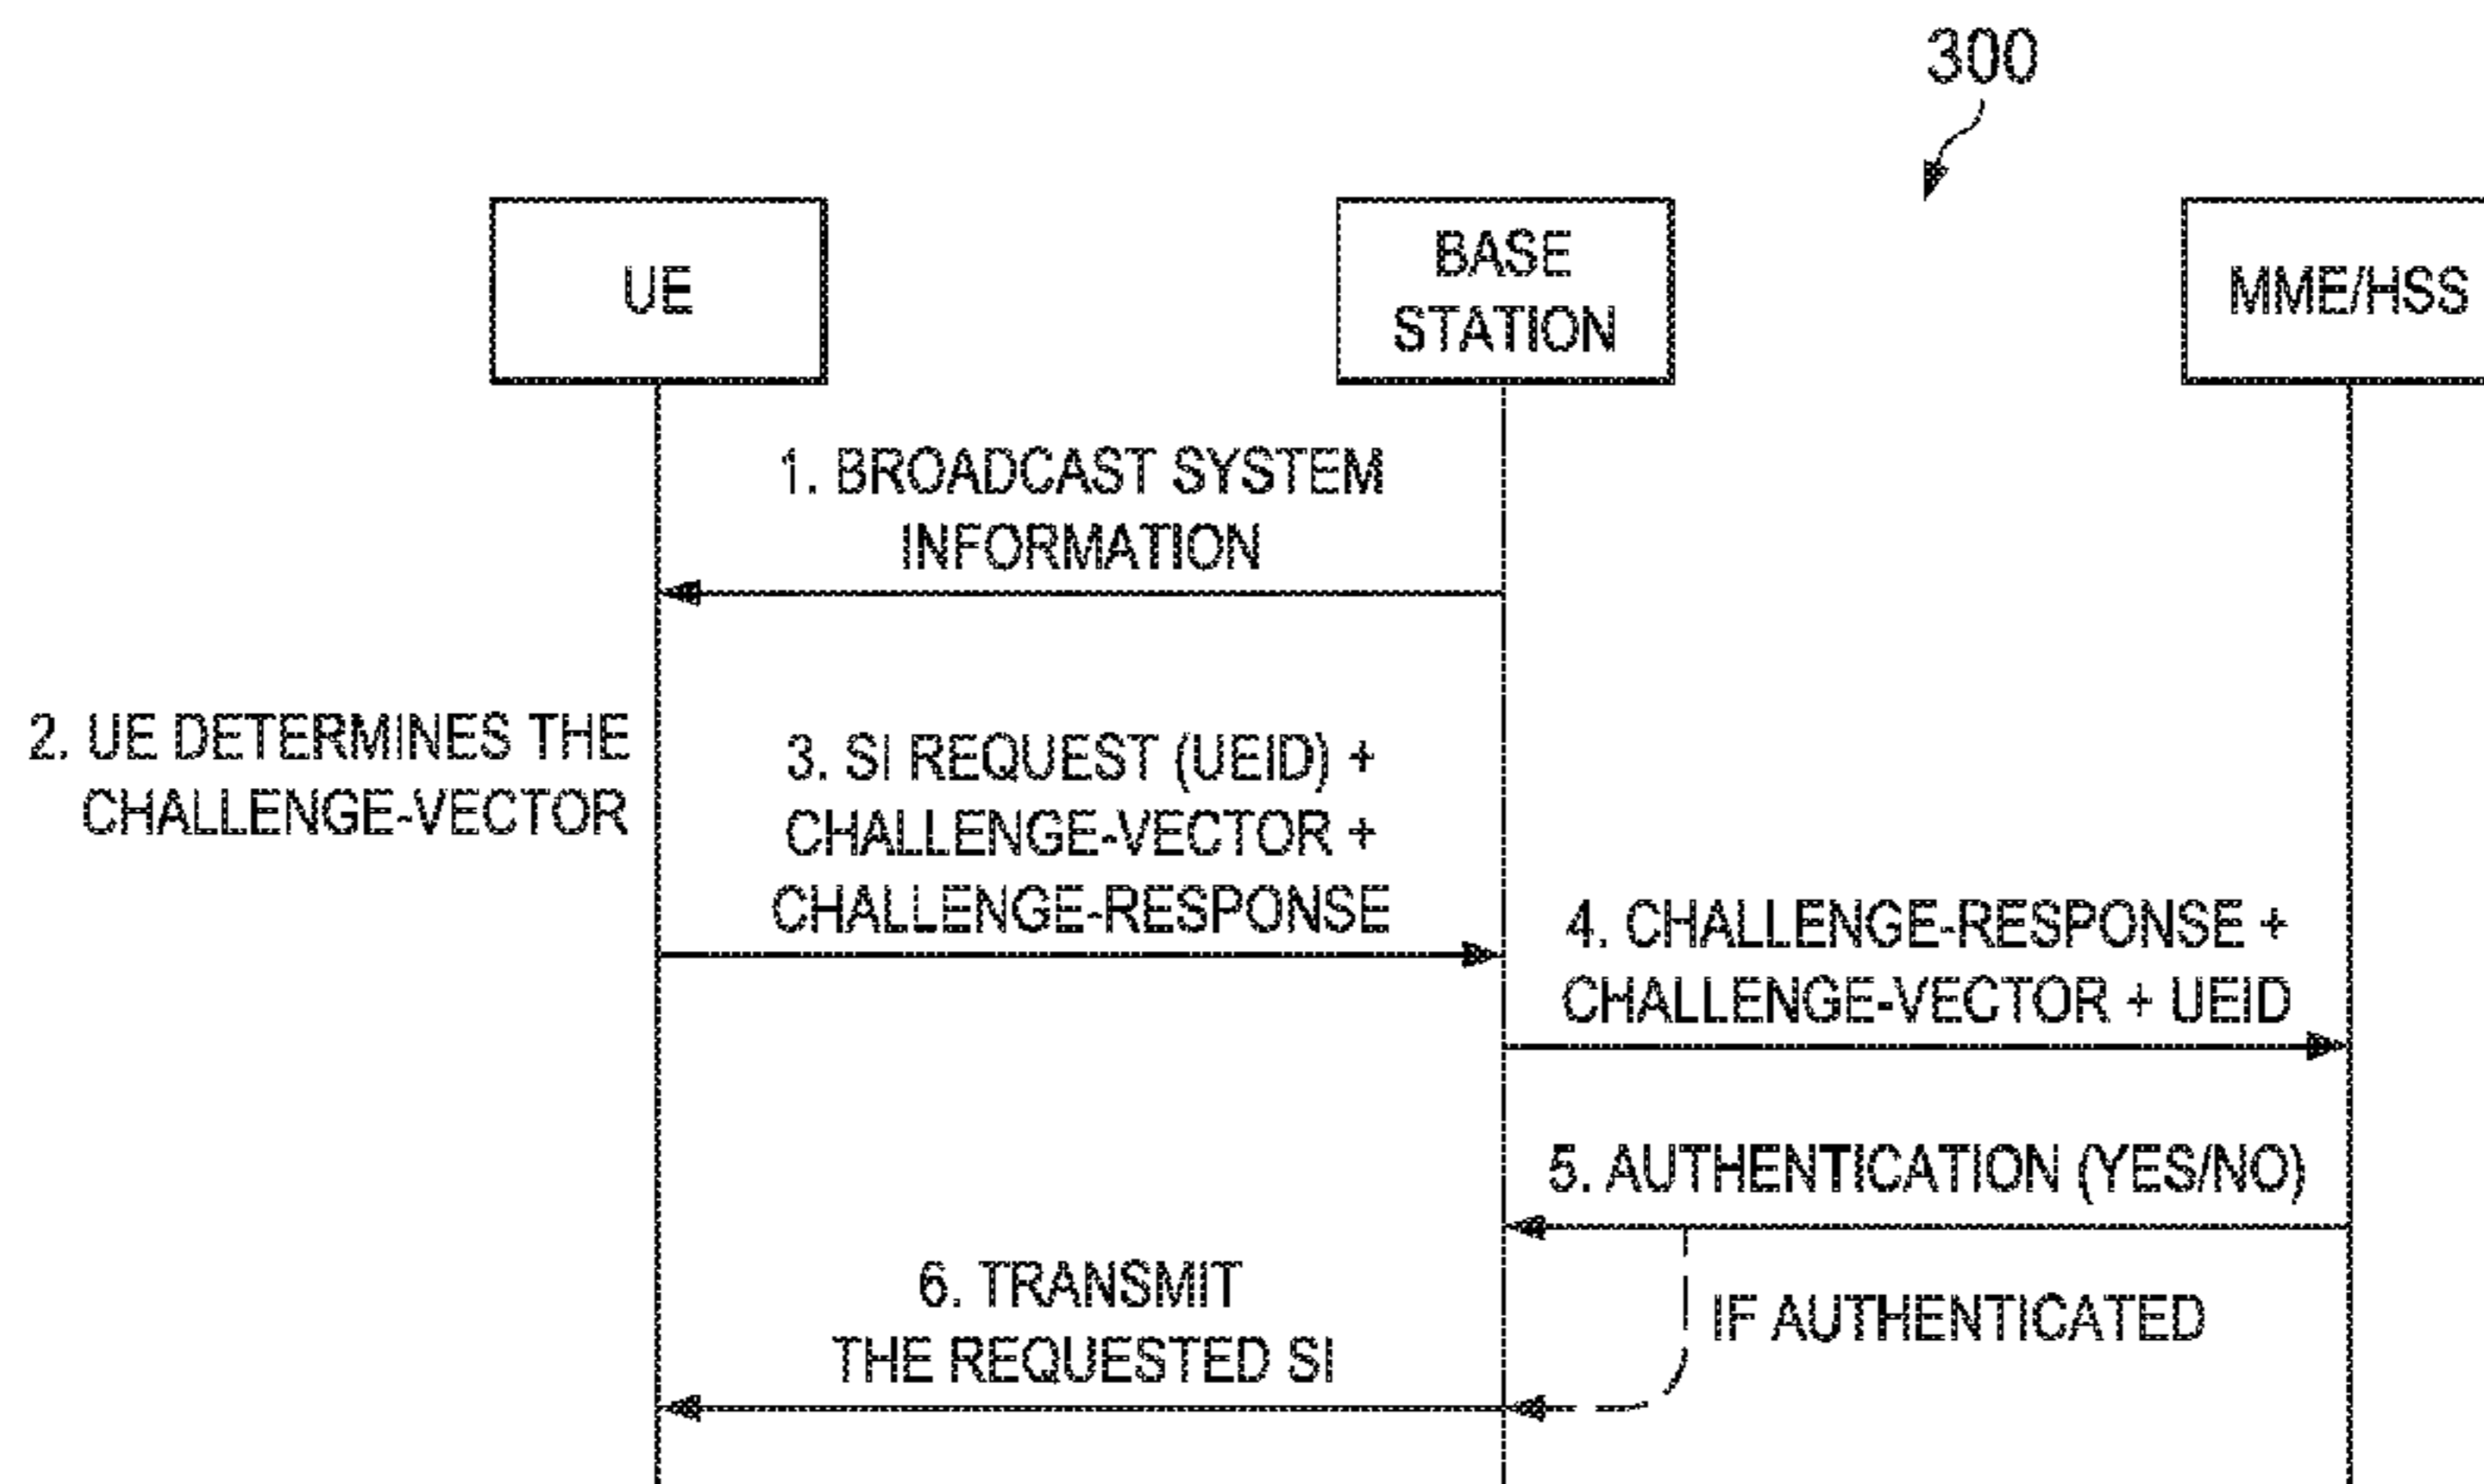 300
UE
BASE
STATION
MME/HSS
1. BROADCAST SYSTEM
INFORMATION
2. UE DETERMINES THE
CHALLENGE-VECTOR
3. SI REQUEST (UEID) +
CHALLENGE-VECTOR +
CHALLENGE-RESPONSE
4. CHALLENGE-RESPONSE +
CHALLENGE-VECTOR + UEID
5. AUTHENTICATION (YES/NO)
IF AUTHENTICATED
6. TRANSMIT
THE REQUESTED SI